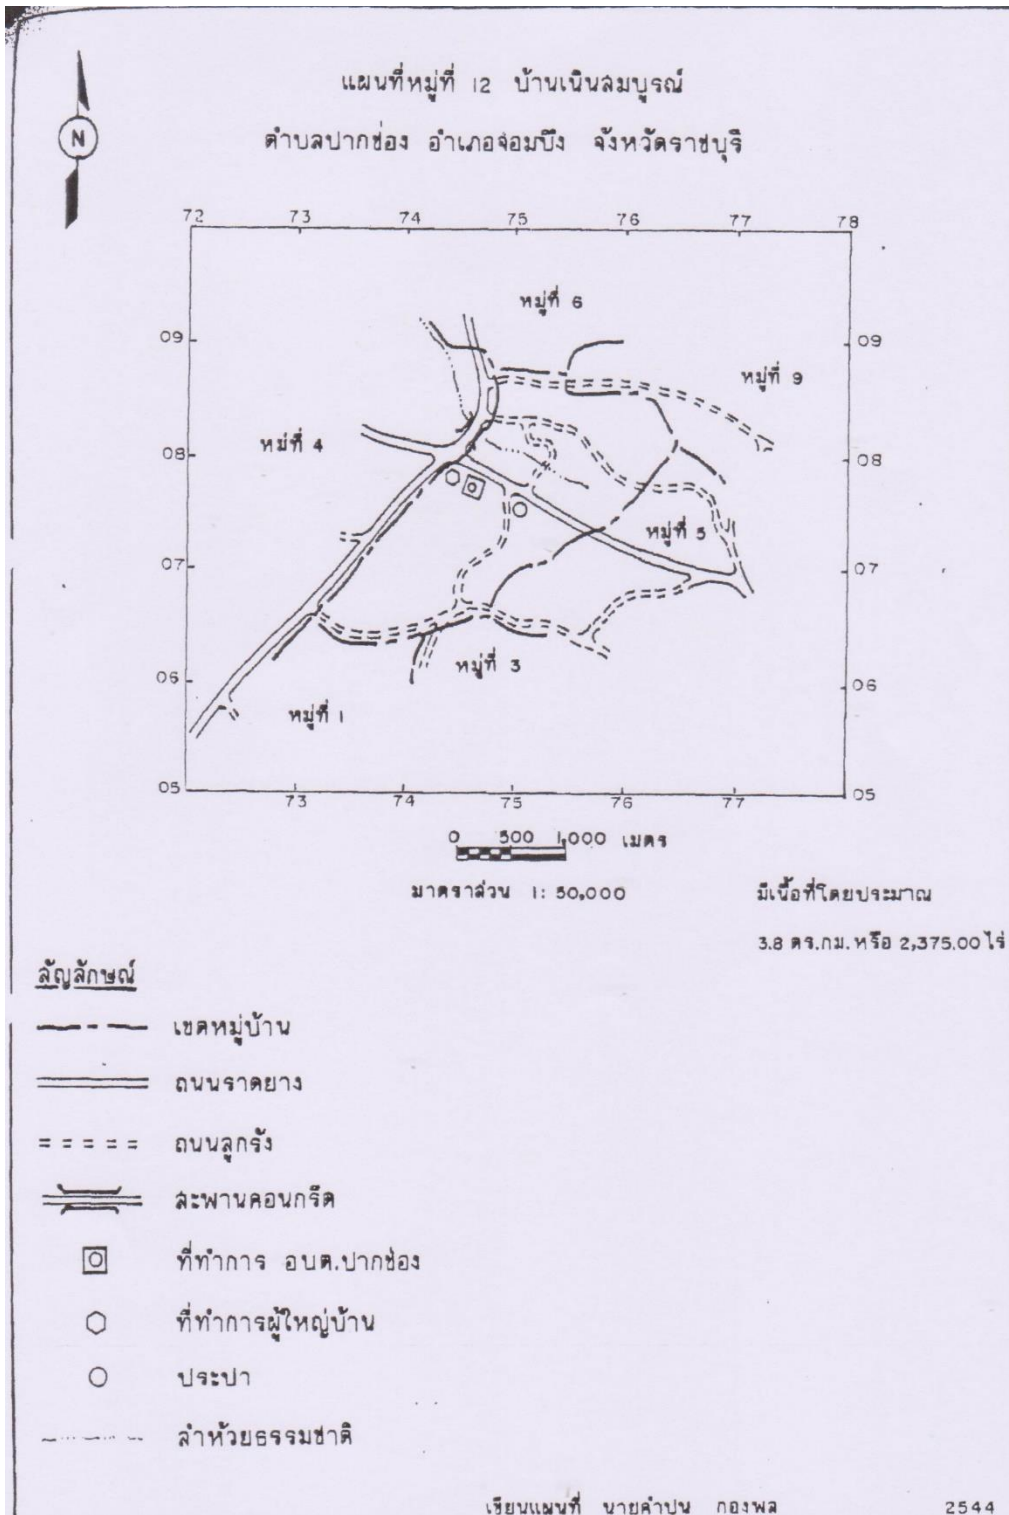 แผนที่หมู่ที่ 12 บ้านเนินสมบูรณ์
ตำบลปากช่อง อำเภอจอมบึง จังหวัดราชบุรี
N
72 73 74 75 76 77 78
หมู่ที่ 6
09 09
หมู่ที่ 9
หมู่ที่ 4
08 08
หมู่ที่ 5
07 07
หมู่ที่ 3
06 06
หมู่ที่ 1
05 05
73 74 75 76 77
0 500 1,000 เมตร
มาตราส่วน 1: 50,000
มีเนื้อที่โดยประมาณ
3.8 ตร.กม. หรือ 2,375.00 ไร่
สัญลักษณ์
เขตหมู่บ้าน
ถนนราดยาง
ถนนลูกรัง
สะพานคอนกรีต
ที่ทำการ อบต.ปากช่อง
ที่ทำการผู้ใหญ่บ้าน
ประปา
ลำห้วยธรรมชาติ
เขียนแผนที่ นายคำปน กองพล 2544